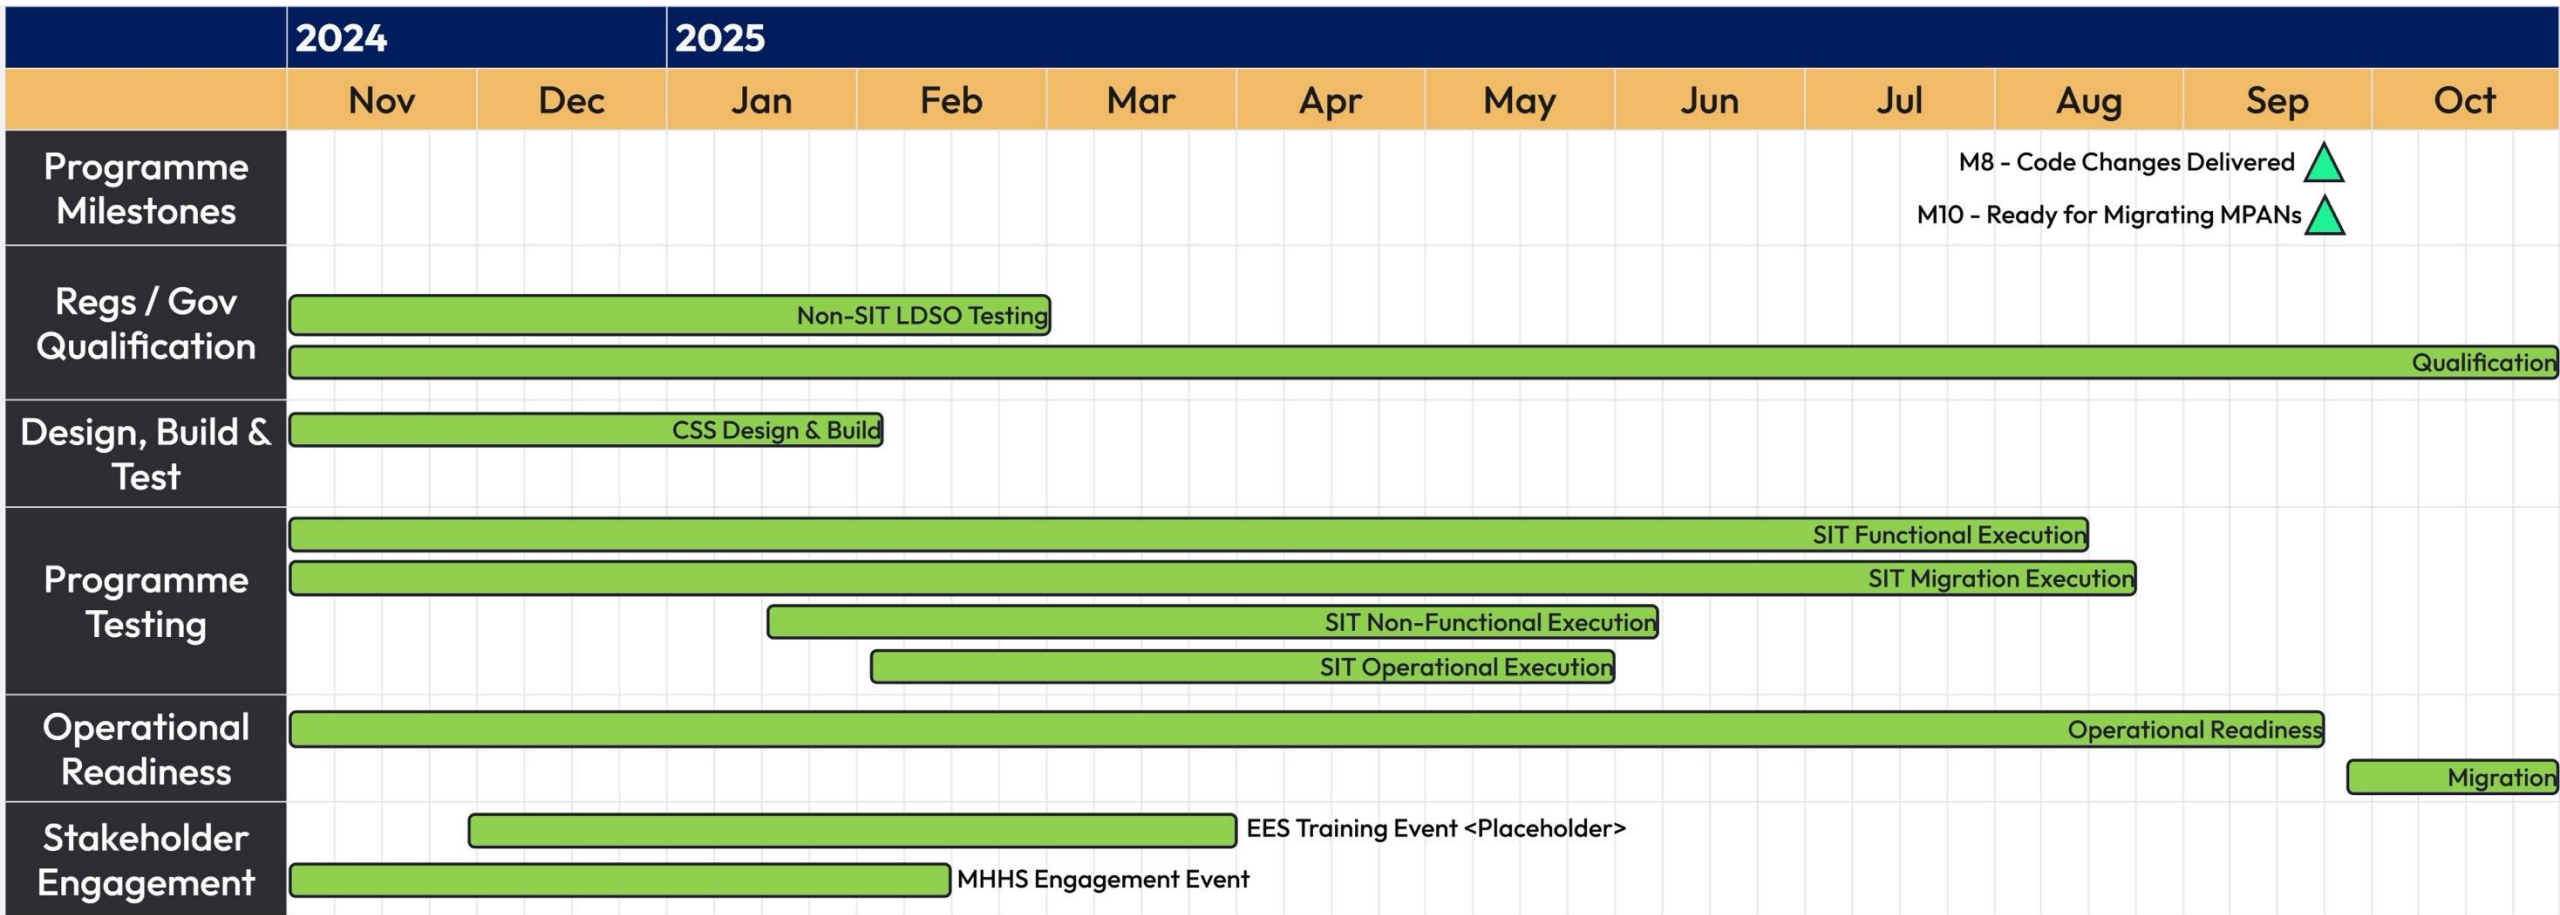 2024 2025
Nov Dec Jan Feb Mar Apr May Jun Jul Aug Sep Oct
Programme
Milestones
M8 - Code Changes Delivered
M10 - Ready for Migrating MPANs
Regs / Gov
Qualification
Non-SIT LDSO Testing
Qualification
Design, Build &
Test
CSS Design & Build
Programme
Testing
SIT Functional Execution
SIT Migration Execution
SIT Non-Functional Execution
SIT Operational Execution
Operational
Readiness
Operational Readiness
Migration
Stakeholder
Engagement
EES Training Event <Placeholder>
MHHS Engagement Event